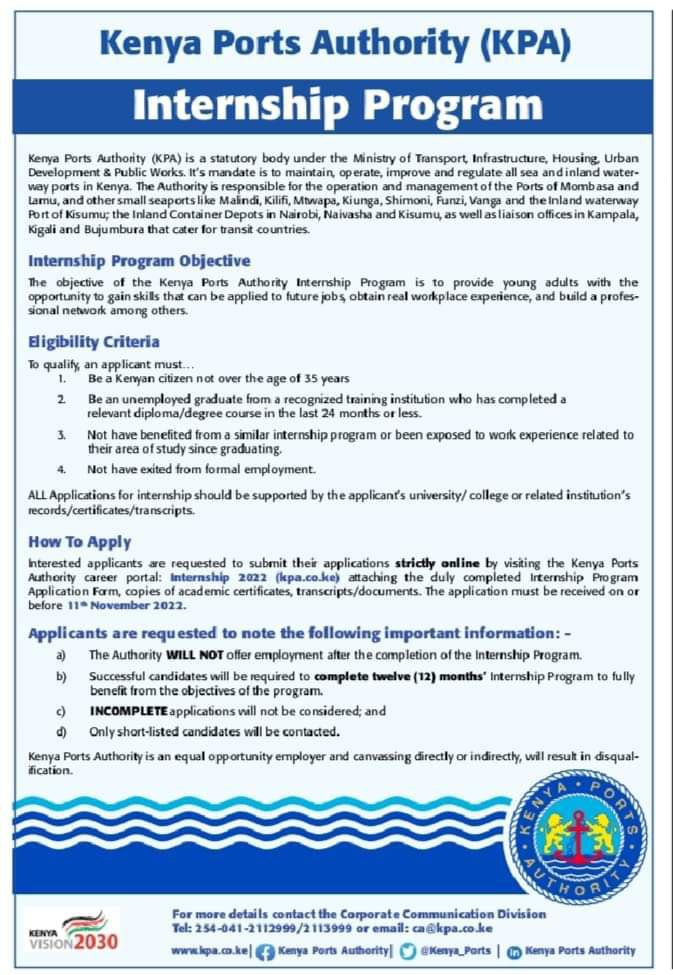 Kenya Ports Authority (KPA)
Internship Program
Kenya Ports Authority (KPA) is a statutory body under the Ministry of Transport, Infrastructure, Housing, Urban
Development & Public Works. It's mandate is to maintain, operate, improve and regulate all sea and inland water-
way ports in Kenya. The Authority is responsible for the operation and management of the Ports of Mombasa and
Lamu, and other small seaports like Malindi, Kilifi, Mtwapa, Kiunga, Shimoni, Funzi, Vanga and the Inland waterway
Port of Kisumu; the Inland Container Depots in Nairobi, Naivasha and Kisumu, as well as liaison offices in Kampala,
Kigali and Bujumbura that cater for transit countries.
Internship Program Objective
The objective of the Kenya Ports Authority Internship Program is to provide young adults with the
opportunity to gain skills that can be applied to future jobs, obtain real workplace experience, and build a profes-
sional network among others.
Eligibility Criteria
To qualify, an applicant must...
1. Be a Kenyan citizen not over the age of 35 years
2. Be an unemployed graduate from a recognized training institution who has completed a
relevant diploma/degree course in the last 24 months or less.
3. Not have benefited from a similar internship program or been exposed to work experience related to
their area of study since graduating.
4. Not have exited from formal employment.
ALL Applications for internship should be supported by the applicant's university/ college or related institution's
records/certificates/transcripts.
How To Apply
Interested applicants are requested to submit their applications strictly online by visiting the Kenya Ports
Authority career portal: Internship 2022 (kpa.co.ke) attaching the duly completed Internship Program
Application Form, copies of academic certificates, transcripts/documents. The application must be received on or
before 11th November 2022.
Applicants are requested to note the following important information: -
a) The Authority WILL NOT offer employment after the completion of the Internship Program.
b) Successful candidates will be required to complete twelve (12) months' Internship Program to fully
benefit from the objectives of the program.
c) INCOMPLETE applications will not be considered; and
d) Only short-listed candidates will be contacted.
Kenya Ports Authority is an equal opportunity employer and canvassing directly or indirectly, will result in disqual-
ification.
KENYA PORTS
AUTHORITY
KENYA
VISION 2030
For more details contact the Corporate Communication Division
Tel: 254-041-2112999/2113999 or email: ca@kpa.co.ke
www.kpa.co.ke| Kenya Ports Authority| @Kenya_Ports | Kenya Ports Authority